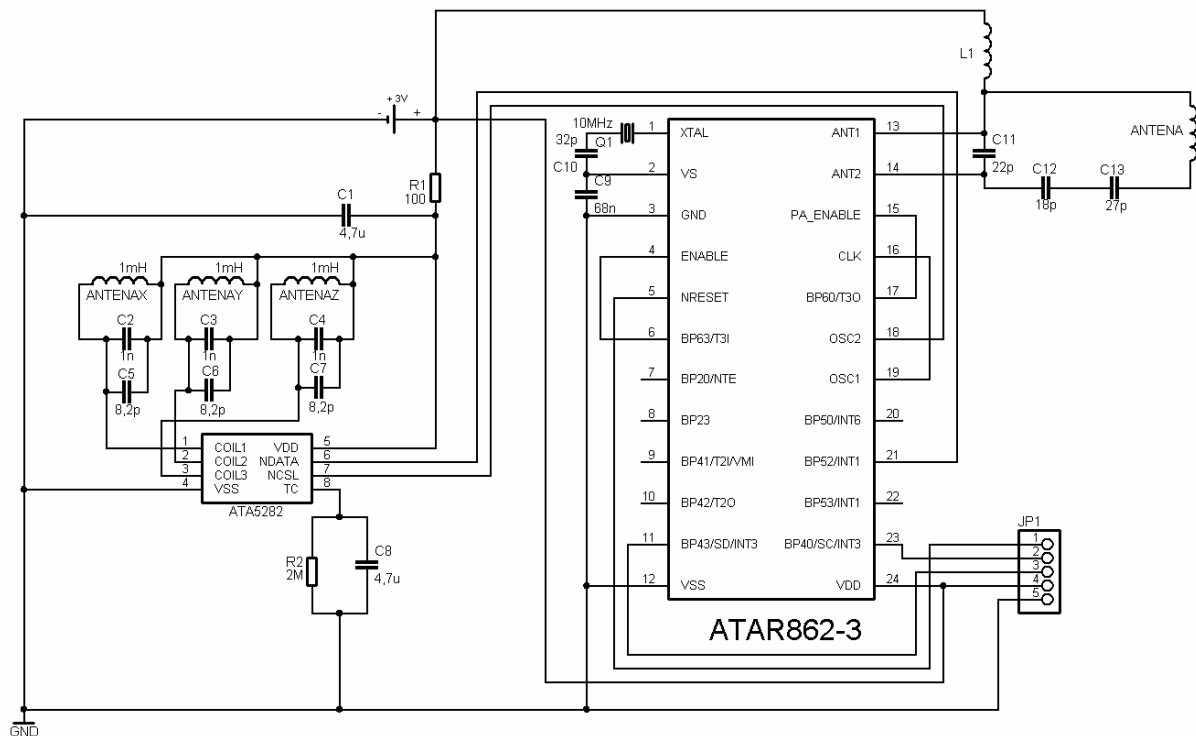 L1
- +3V +
ANTENA
C11
22p
C12
18p
C13
27p
10MHz
32p
Q1
C10
C9
68n
R1
100
C1
4,7u
1mH
ANTENAX
1mH
ANTENAY
1mH
ANTENAZ
C2
1n
C5
8,2p
C3
1n
C6
8,2p
C4
1n
C7
8,2p
1 COIL1 VDD 5
2 COIL2 NDATA 6
3 COIL3 NCSL 7
4 VSS TC 8
ATA5282
R2
2M
C8
4,7u
1 XTAL ANT1 13
2 VS ANT2 14
3 GND PA_ENABLE 15
4 ENABLE CLK 16
5 NRESET BP60/T3O 17
6 BP63/T3I OSC2 18
7 BP20/NTE OSC1 19
8 BP23 BP50/INT6 20
9 BP41/T2I/VMI BP52/INT1 21
10 BP42/T2O BP53/INT1 22
11 BP43/SD/INT3 BP40/SC/INT3 23
12 VSS VDD 24
ATAR862-3
JP1
1
2
3
4
5
GND